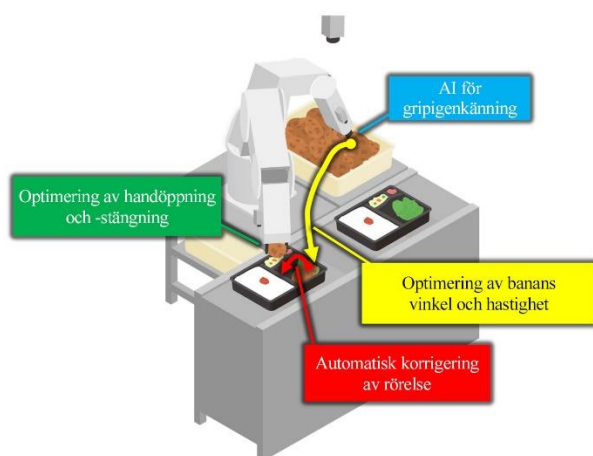 AI för
gripigenkänning
Optimering av handöppning
och -stängning
Optimering av banans
vinkel och hastighet
Automatisk korrigering
av rörelse